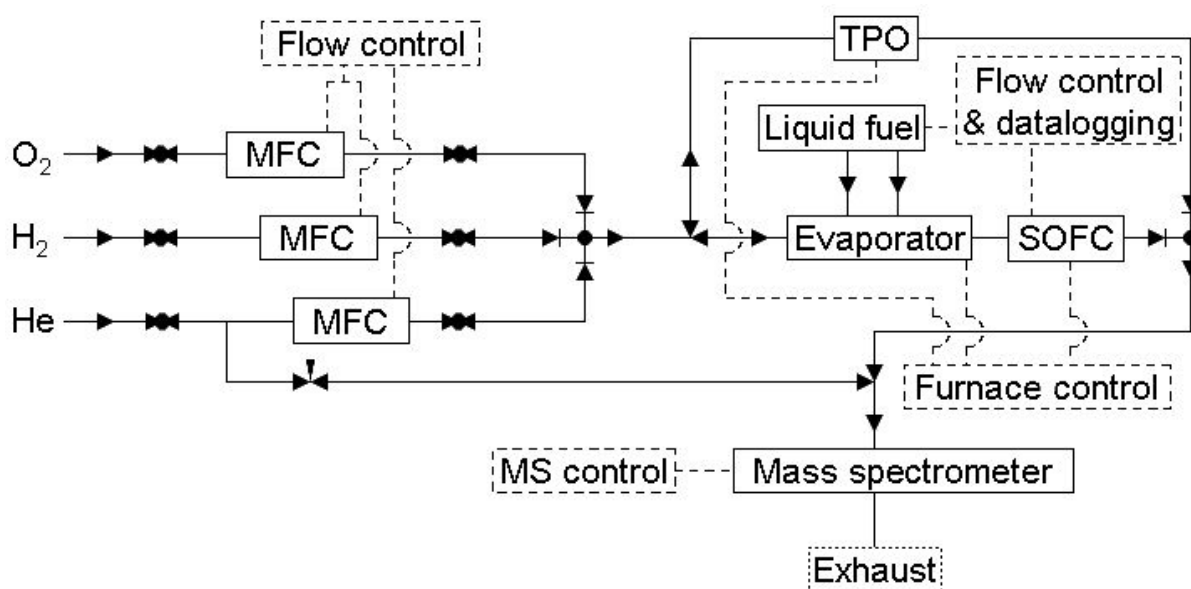 TPO
Flow control
Flow control
& datalogging
Liquid fuel
O₂
MFC
H₂
MFC
Evaporator
SOFC
He
MFC
Furnace control
MS control
Mass spectrometer
Exhaust